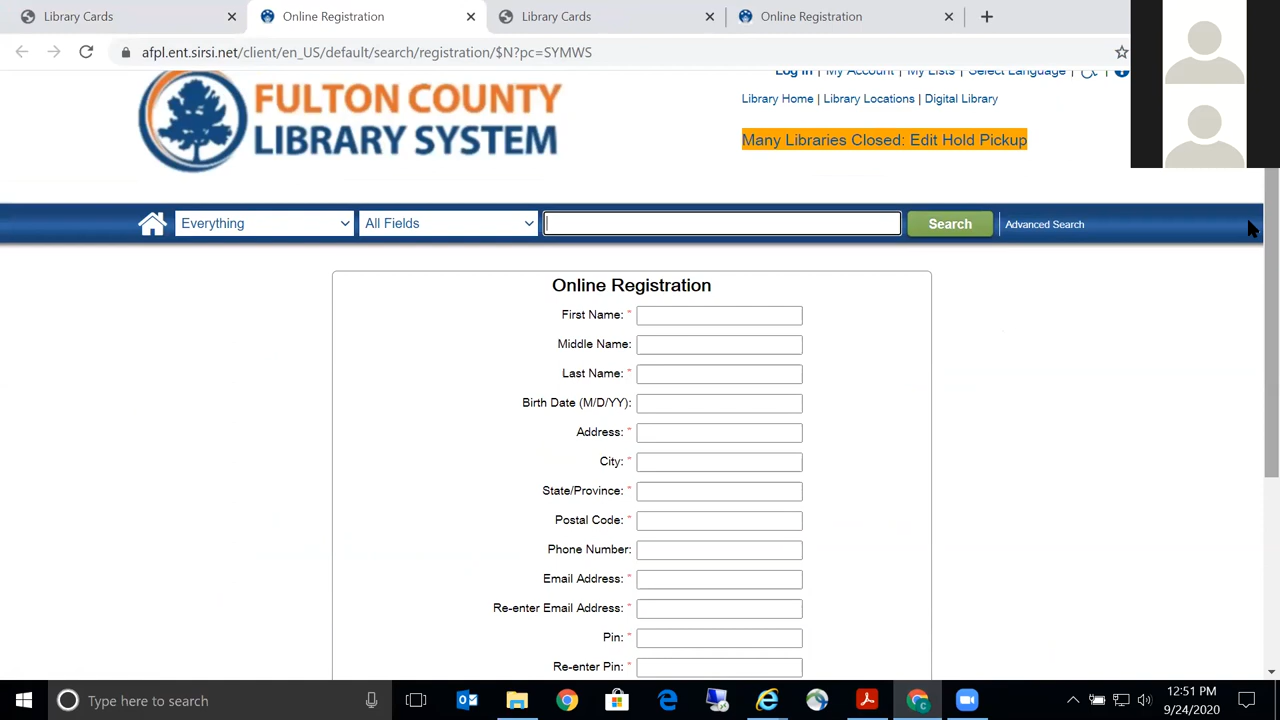 Library Cards
Online Registration
Library Cards
Online Registration
afpl.ent.sirsi.net/client/en_US/default/search/registration/$N?pc=SYMWS
Log In | My Account | My Lists | Select Language |
FULTON COUNTY
LIBRARY SYSTEM
Library Home | Library Locations | Digital Library
Many Libraries Closed: Edit Hold Pickup
Everything
All Fields
Search
Advanced Search
Online Registration
First Name: *
Middle Name:
Last Name: *
Birth Date (M/D/YY):
Address: *
City: *
State/Province: *
Postal Code: *
Phone Number:
Email Address: *
Re-enter Email Address: *
Pin: *
Re-enter Pin: *
Type here to search
12:51 PM
9/24/2020